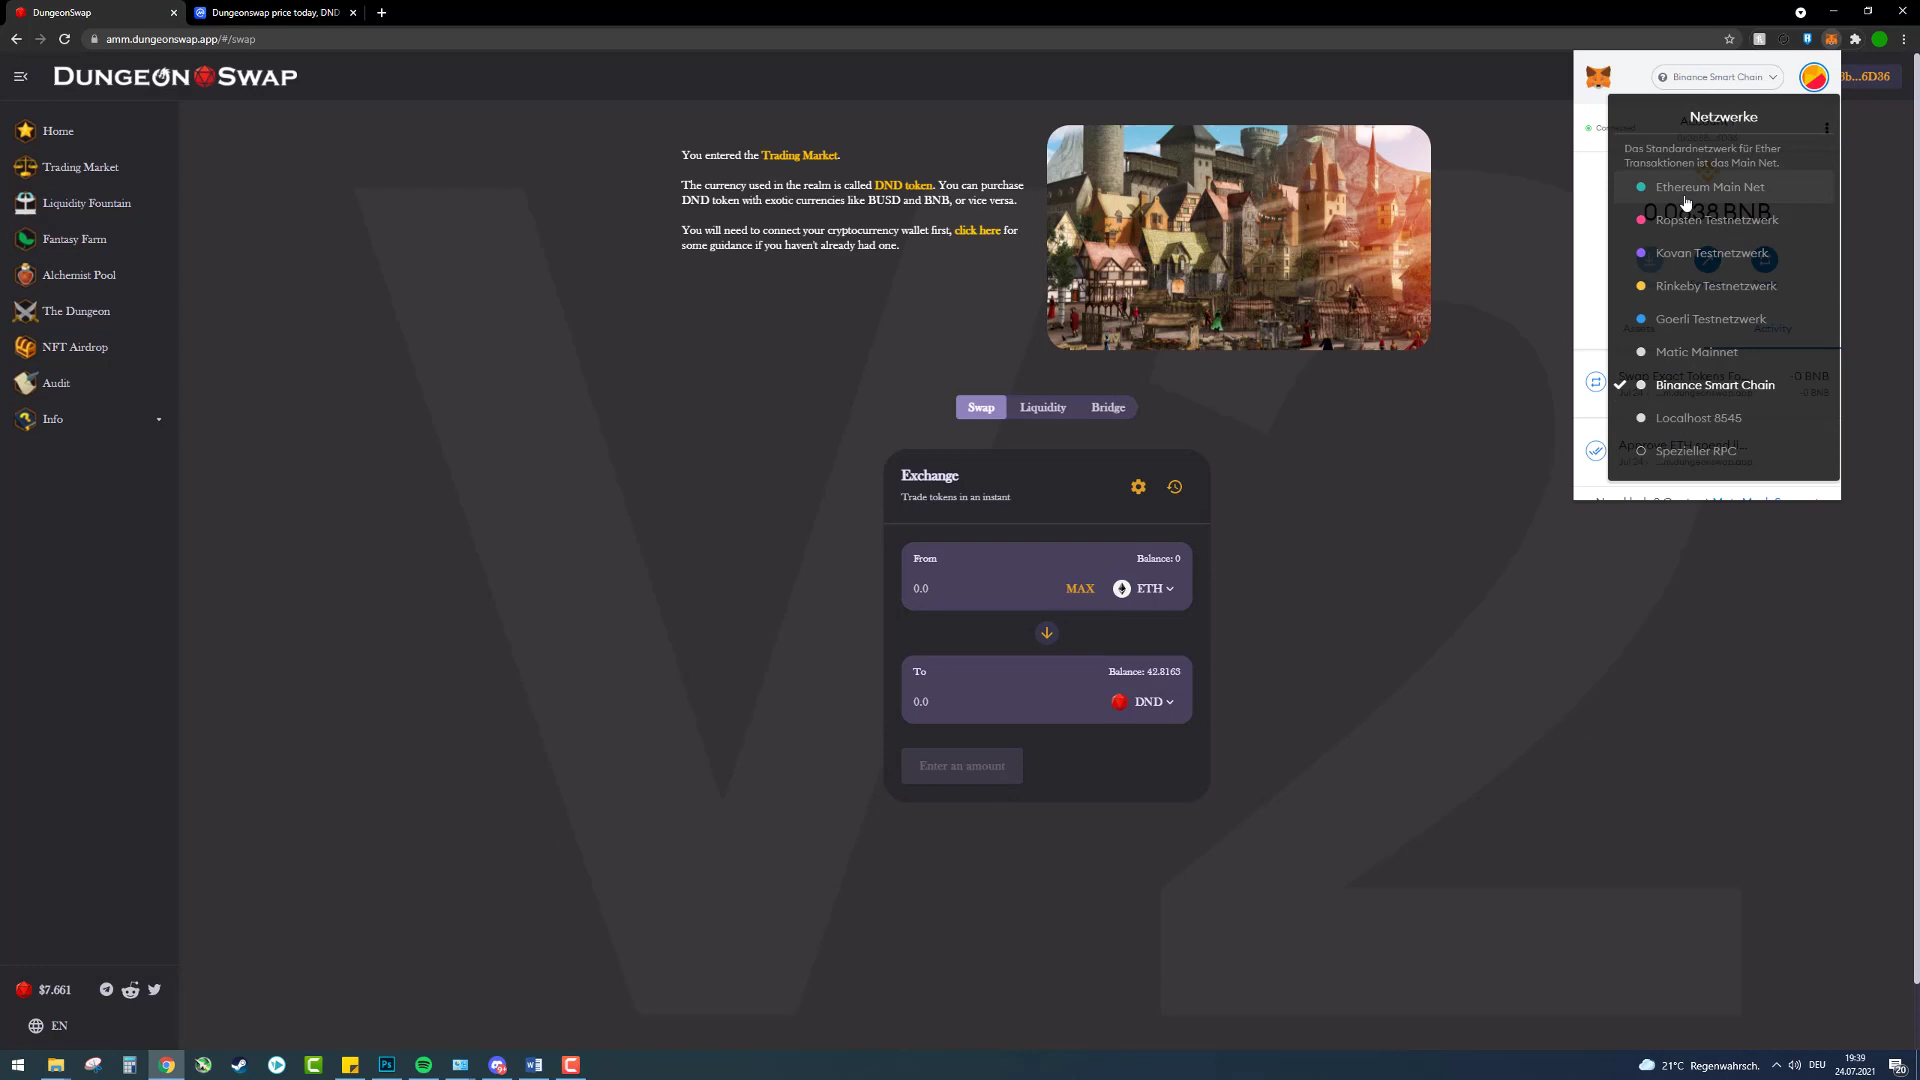 DungeonSwap
Dungeonswap price today, DND
amm.dungeonswap.app/#/swap
DUNGEON SWAP
Binance Smart Chain
3b...6D36
Home
Trading Market
Liquidity Fountain
Fantasy Farm
Alchemist Pool
The Dungeon
NFT Airdrop
Audit
Info
You entered the Trading Market.
The currency used in the realm is called DND token. You can purchase
DND token with exotic currencies like BUSD and BNB, or vice versa.
You will need to connect your cryptocurrency wallet first, click here for
some guidance if you haven't already had one.
Swap
Liquidity
Bridge
Exchange
Trade tokens in an instant
From
Balance: 0
0.0
MAX
ETH
To
Balance: 42.8163
0.0
DND
Enter an amount
Netzwerke
Das Standardnetzwerk für Ether
Transaktionen ist das Main Net.
Ethereum Main Net
Ropsten Testnetzwerk
Kovan Testnetzwerk
Rinkeby Testnetzwerk
Goerli Testnetzwerk
Assets
Activity
Matic Mainnet
-0 BNB
Binance Smart Chain
-0 BNB
Localhost 8545
Spezieller RPC
$7.661
EN
21°C Regenwahrsch.
DEU
19:39
24.07.2021
20